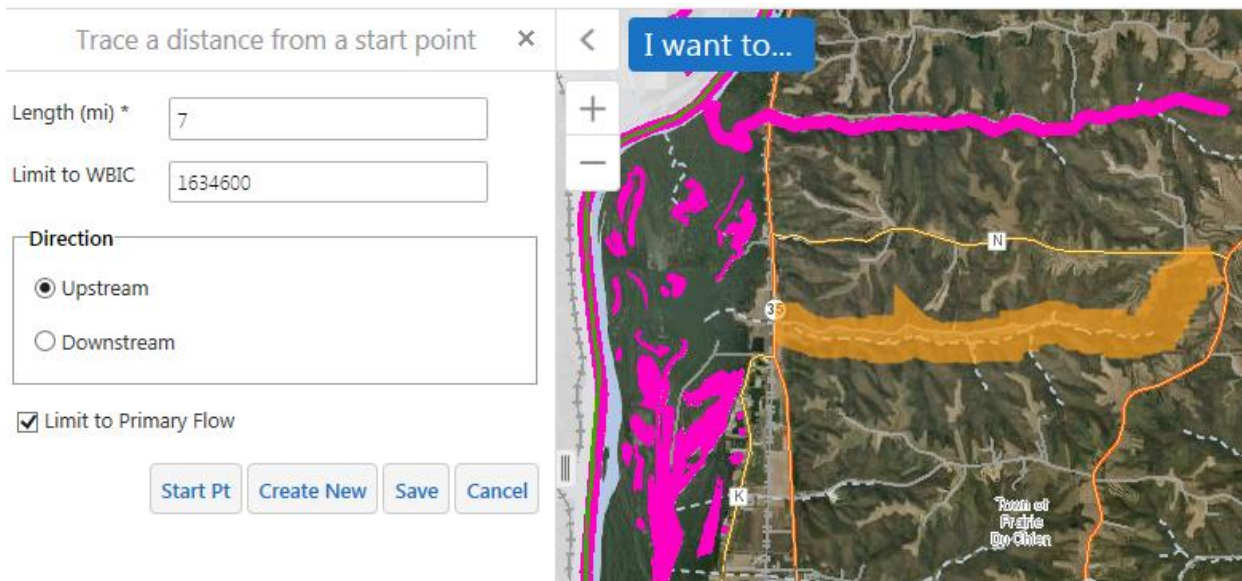 Trace a distance from a start point ×
Length (mi) * 7
Limit to WBIC 1634600
Direction
Upstream
Downstream
Limit to Primary Flow
Start Pt Create New Save Cancel
<
I want to...
+
−
N
35
K
Town of
Prairie
Du Chien